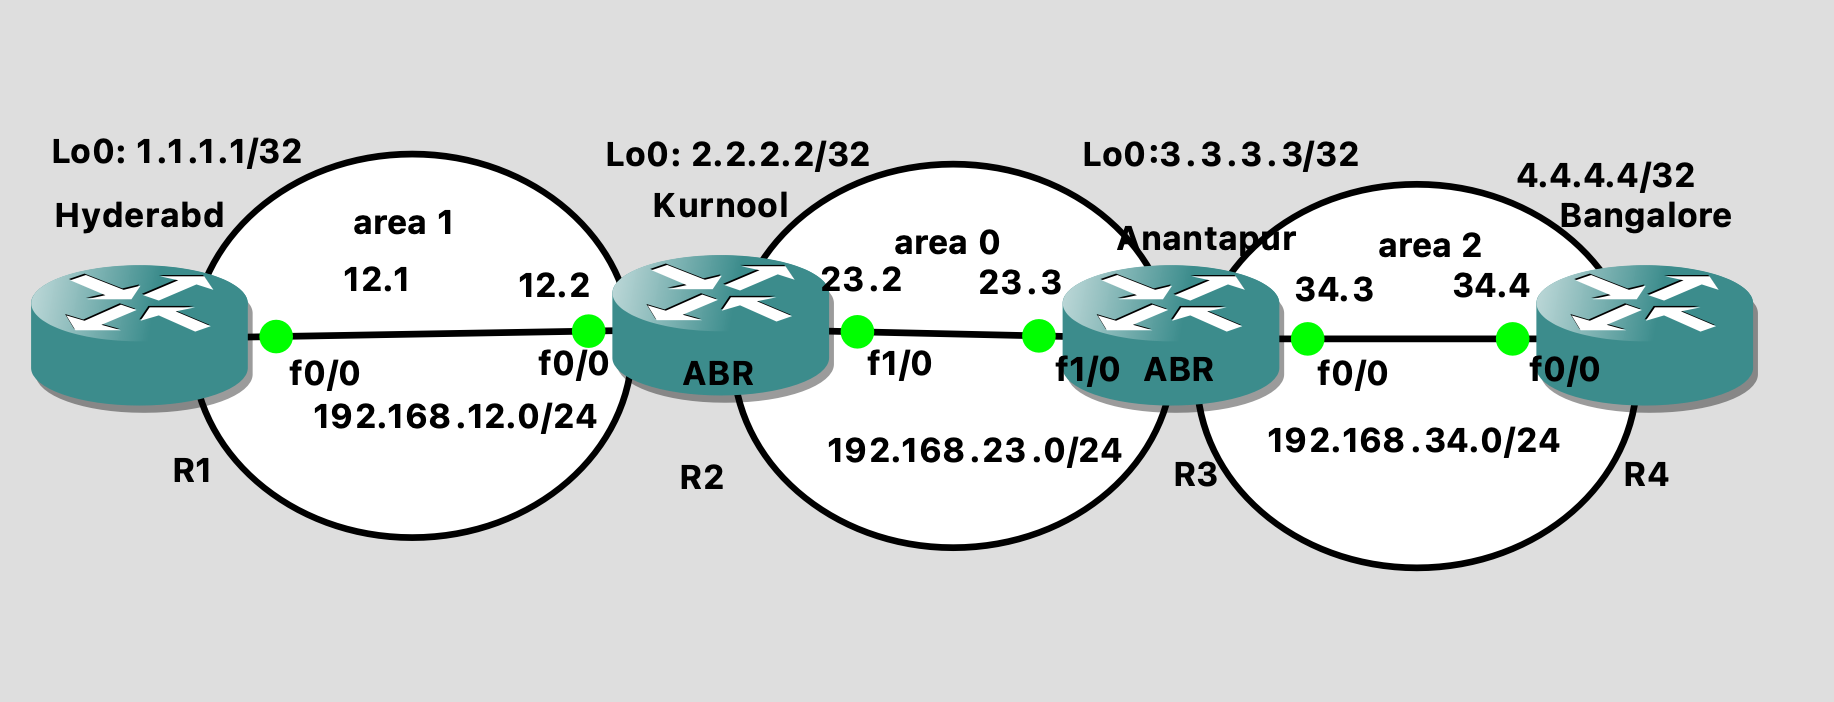 Lo0: 1.1.1.1/32
Hyderabd
area 1
12.1
12.2
f0/0
f0/0
192.168.12.0/24
R1
Lo0: 2.2.2.2/32
Kurnool
ABR
R2
area 0
23.2
23.3
f1/0
f1/0
192.168.23.0/24
Lo0:3.3.3.3/32
Anantapur
ABR
R3
area 2
34.3
34.4
f0/0
f0/0
192.168.34.0/24
4.4.4.4/32
Bangalore
R4